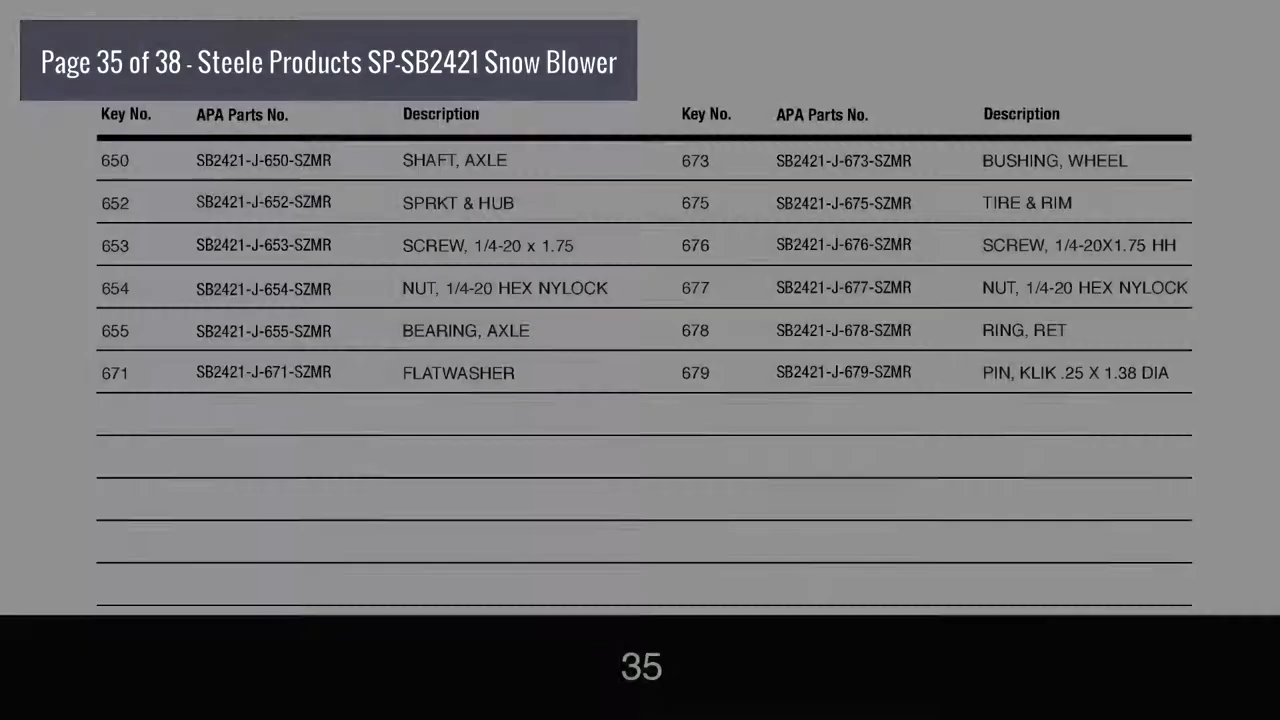 Page 35 of 38 - Steele Products SP-SB2421 Snow Blower
Key No. APA Parts No. Description Key No. APA Parts No. Description
650 SB2421-J-650-SZMR SHAFT, AXLE 673 SB2421-J-673-SZMR BUSHING, WHEEL
652 SB2421-J-652-SZMR SPRKT & HUB 675 SB2421-J-675-SZMR TIRE & RIM
653 SB2421-J-653-SZMR SCREW, 1/4-20 x 1.75 676 SB2421-J-676-SZMR SCREW, 1/4-20X1.75 HH
654 SB2421-J-654-SZMR NUT, 1/4-20 HEX NYLOCK 677 SB2421-J-677-SZMR NUT, 1/4-20 HEX NYLOCK
655 SB2421-J-655-SZMR BEARING, AXLE 678 SB2421-J-678-SZMR RING, RET
671 SB2421-J-671-SZMR FLATWASHER 679 SB2421-J-679-SZMR PIN, KLIK .25 X 1.38 DIA
35